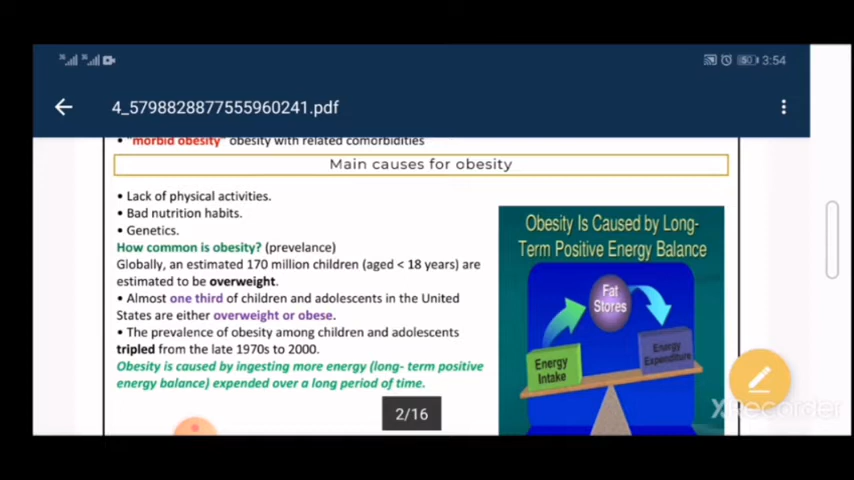 3:54
4_5798828877555960241.pdf
• "morbid obesity" obesity with related comorbidities
Main causes for obesity
• Lack of physical activities.
• Bad nutrition habits.
• Genetics.
How common is obesity? (prevelance)
Globally, an estimated 170 million children (aged < 18 years) are
estimated to be overweight.
• Almost one third of children and adolescents in the United
States are either overweight or obese.
• The prevalence of obesity among children and adolescents
tripled from the late 1970s to 2000.
Obesity is caused by ingesting more energy (long- term positive
energy balance) expended over a long period of time.
Obesity Is Caused by Long-
Term Positive Energy Balance
Fat
Stores
Energy
Intake
Energy
Expenditure
2/16
XRecorder